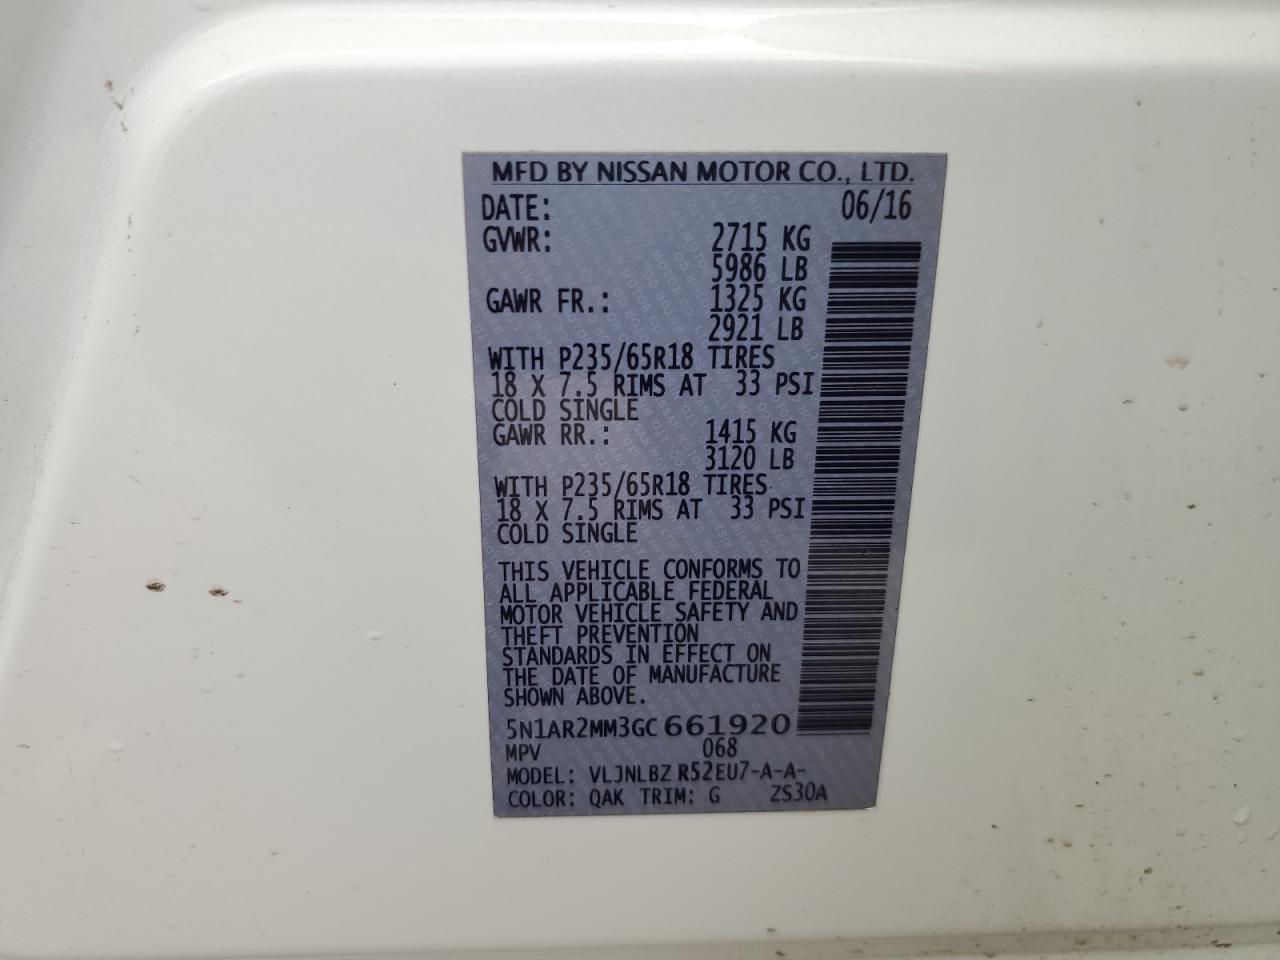 MFD BY NISSAN MOTOR CO., LTD.
DATE: 06/16
GVWR: 2715 KG
5986 LB
GAWR FR.: 1325 KG
2921 LB
WITH P235/65R18 TIRES
18 X 7.5 RIMS AT 33 PSI
COLD SINGLE
GAWR RR.: 1415 KG
3120 LB
WITH P235/65R18 TIRES
18 X 7.5 RIMS AT 33 PSI
COLD SINGLE
THIS VEHICLE CONFORMS TO
ALL APPLICABLE FEDERAL
MOTOR VEHICLE SAFETY AND
THEFT PREVENTION
STANDARDS IN EFFECT ON
THE DATE OF MANUFACTURE
SHOWN ABOVE.
5N1AR2MM3GC661920
MPV 068
MODEL: VLJNLBZ R52EU7-A-A-
COLOR: QAK TRIM: G ZS30A